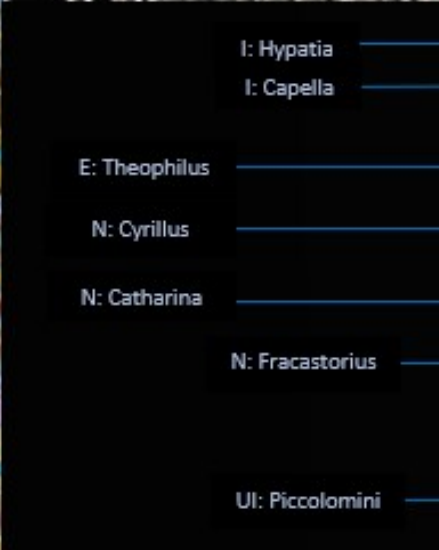 I: Hypatia
I: Capella
E: Theophilus
N: Cyrillus
N: Catharina
N: Fracastorius
UI: Piccolomini